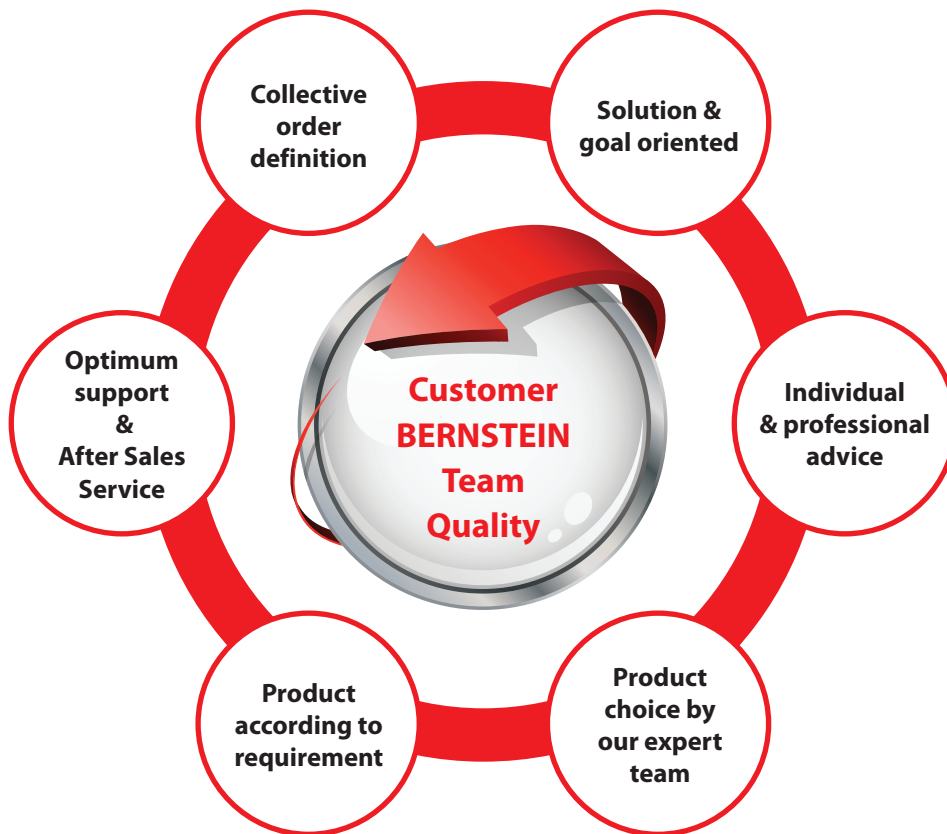 Collective
order
definition
Solution &
goal oriented
Optimum
support
&
After Sales
Service
Customer
BERNSTEIN
Team
Quality
Individual
& professional
advice
Product
according to
requirement
Product
choice by
our expert
team